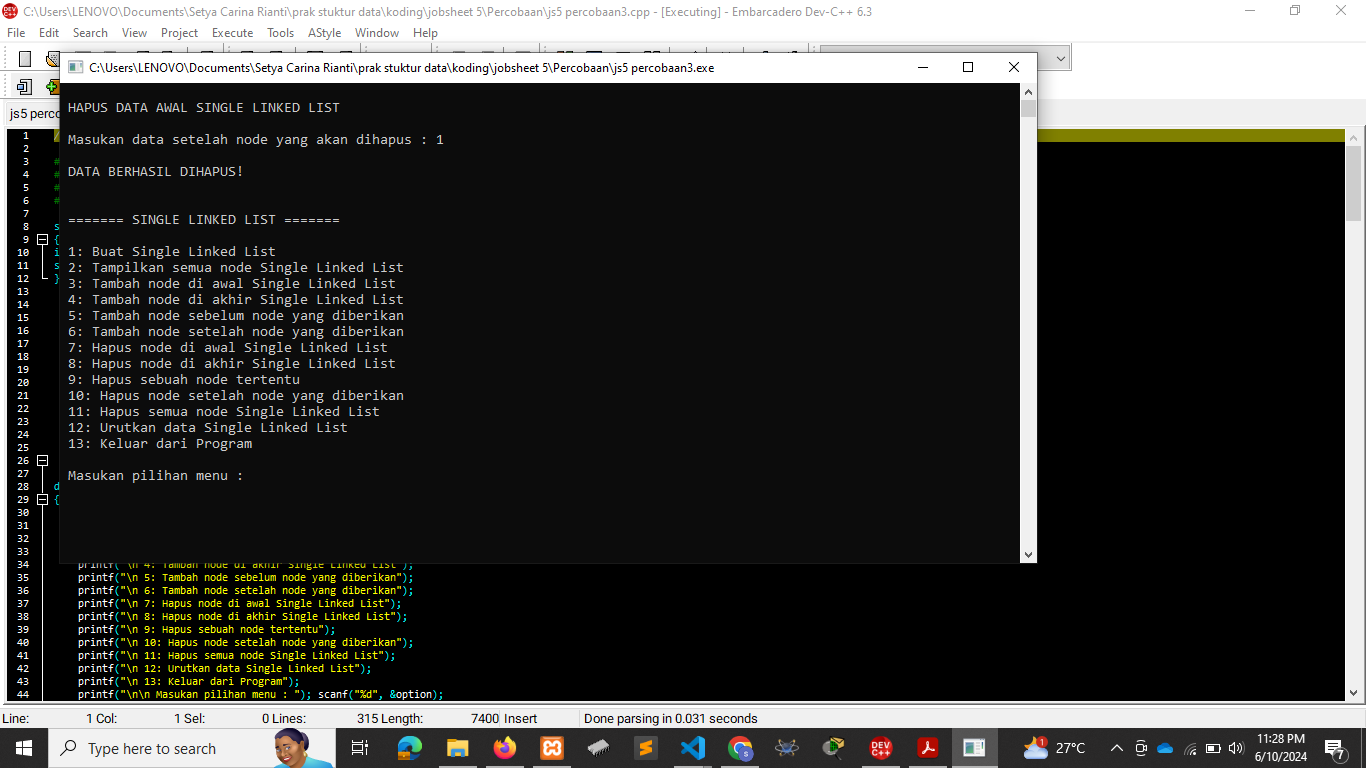 C:\Users\LENOVO\Documents\Setya Carina Rianti\prak stuktur data\koding\jobsheet 5\Percobaan\js5 percobaan3.cpp - [Executing] - Embarcadero Dev-C++ 6.3
File Edit Search View Project Execute Tools AStyle Window Help
C:\Users\LENOVO\Documents\Setya Carina Rianti\prak stuktur data\koding\jobsheet 5\Percobaan\js5 percobaan3.exe
js5 perco
HAPUS DATA AWAL SINGLE LINKED LIST
Masukan data setelah node yang akan dihapus : 1
DATA BERHASIL DIHAPUS!
======= SINGLE LINKED LIST =======
1: Buat Single Linked List
2: Tampilkan semua node Single Linked List
3: Tambah node di awal Single Linked List
4: Tambah node di akhir Single Linked List
5: Tambah node sebelum node yang diberikan
6: Tambah node setelah node yang diberikan
7: Hapus node di awal Single Linked List
8: Hapus node di akhir Single Linked List
9: Hapus sebuah node tertentu
10: Hapus node setelah node yang diberikan
11: Hapus semua node Single Linked List
12: Urutkan data Single Linked List
13: Keluar dari Program
Masukan pilihan menu :
1 /
2
3 #
4 #
5 #
6 #
7
8 s
9 {
10 i
11 s
12 }
13
14
15
16
17
18
19
20
21
22
23
24
25
26
27
28 d
29 {
30
31
32
33
34 printf("\n 4: Tambah node di akhir Single Linked List");
35 printf("\n 5: Tambah node sebelum node yang diberikan");
36 printf("\n 6: Tambah node setelah node yang diberikan");
37 printf("\n 7: Hapus node di awal Single Linked List");
38 printf("\n 8: Hapus node di akhir Single Linked List");
39 printf("\n 9: Hapus sebuah node tertentu");
40 printf("\n 10: Hapus node setelah node yang diberikan");
41 printf("\n 11: Hapus semua node Single Linked List");
42 printf("\n 12: Urutkan data Single Linked List");
43 printf("\n 13: Keluar dari Program");
44 printf("\n\n Masukan pilihan menu : "); scanf("%d", &option);
Line: 1 Col: 1 Sel: 0 Lines: 315 Length: 7400 Insert Done parsing in 0.031 seconds
Type here to search
DEV C++
1
27°C
11:28 PM
6/10/2024
7